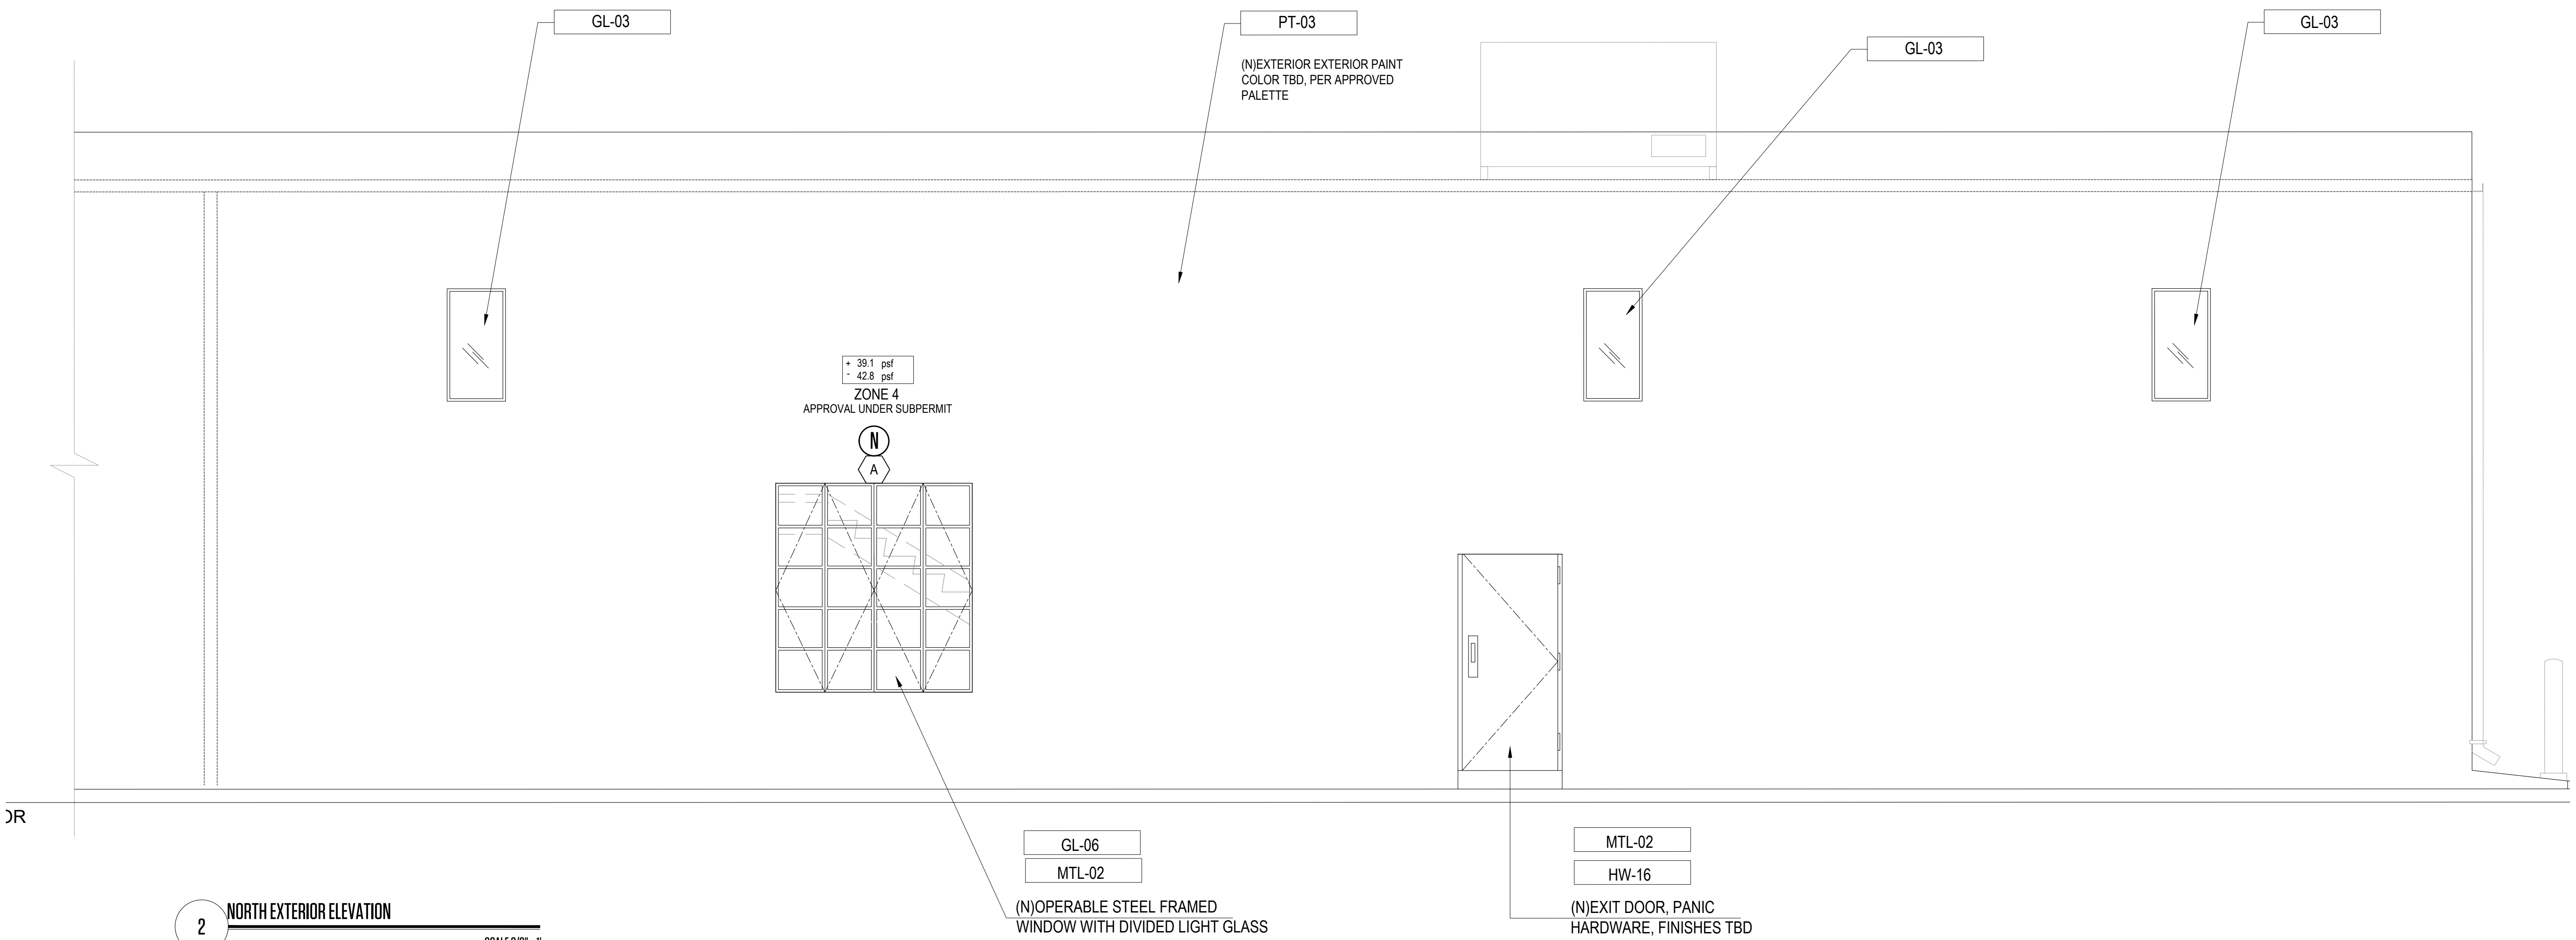 GL-03
PT-03
(N)EXTERIOR EXTERIOR PAINT
COLOR TBD, PER APPROVED
PALETTE
GL-03
GL-03
+ 39.1 psf
- 42.8 psf
ZONE 4
APPROVAL UNDER SUBPERMIT
N
A
OR
GL-06
MTL-02
(N)OPERABLE STEEL FRAMED
WINDOW WITH DIVIDED LIGHT GLASS
MTL-02
HW-16
(N)EXIT DOOR, PANIC
HARDWARE, FINISHES TBD
2
NORTH EXTERIOR ELEVATION